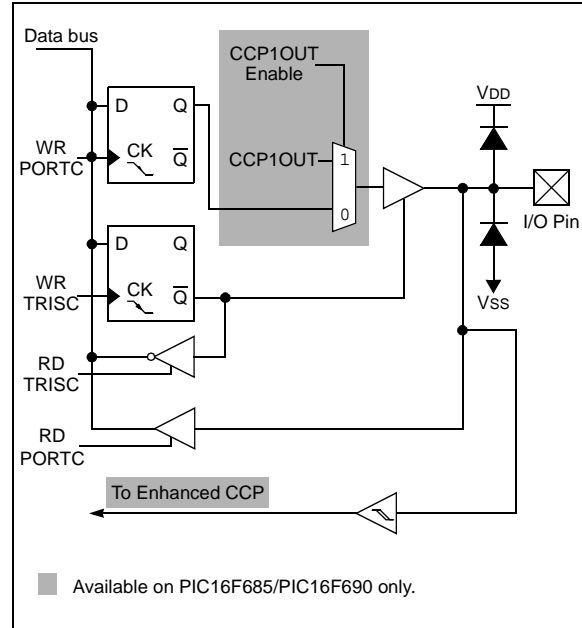 Data bus
CCP1OUT
Enable
VDD
D
Q
WR
PORTC
CK
Q
CCP1OUT
1
0
I/O Pin
D
Q
WR
TRISC
CK
Q
VSS
RD
TRISC
RD
PORTC
To Enhanced CCP
Available on PIC16F685/PIC16F690 only.